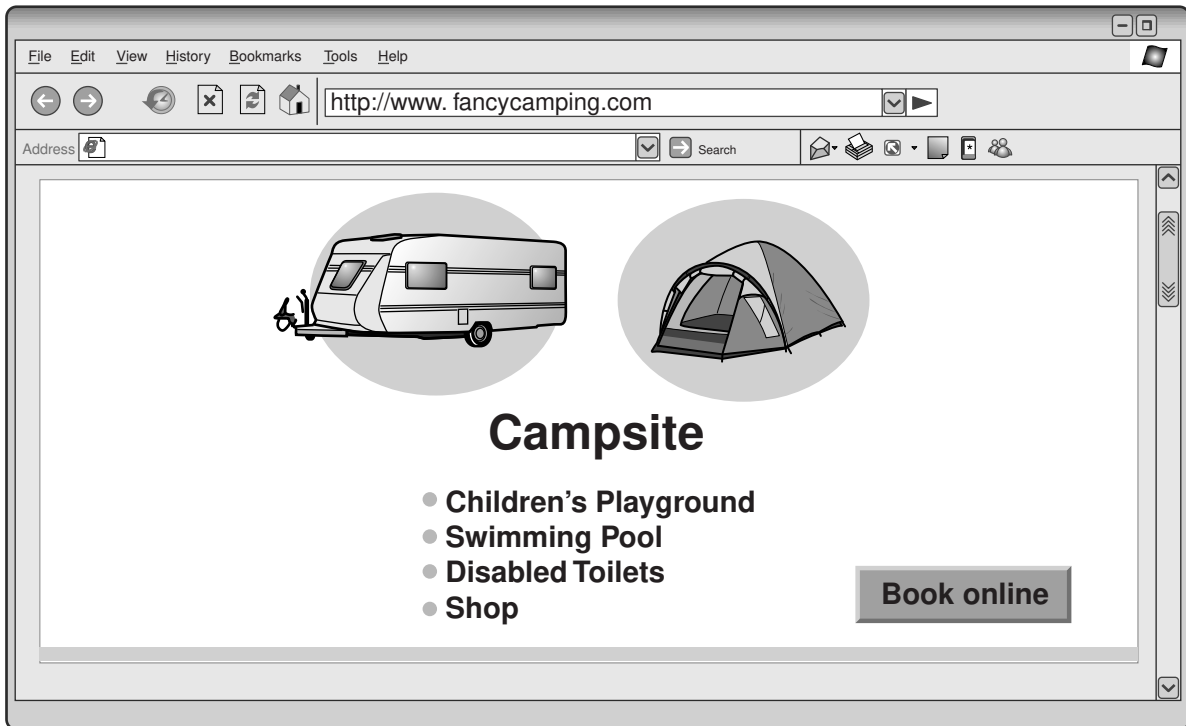 File Edit View History Bookmarks Tools Help
http://www. fancycamping.com
Address Search
Campsite
Children’s Playground
Swimming Pool
Disabled Toilets
Shop
Book online